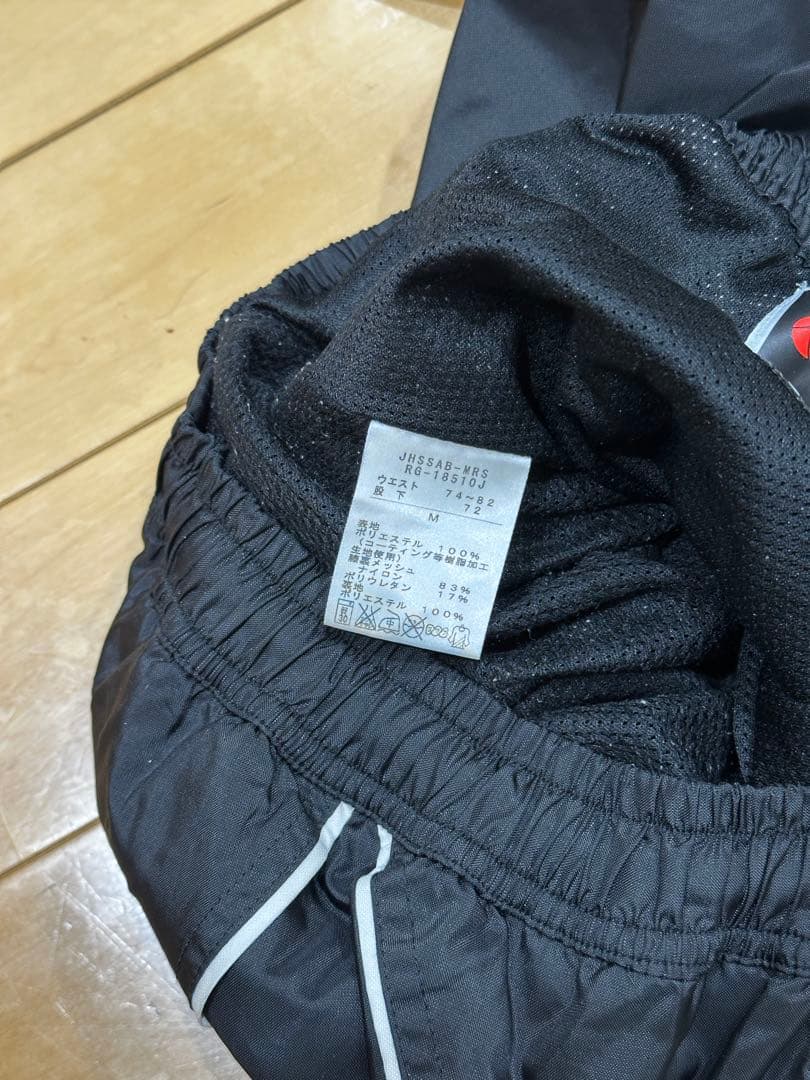 JHSSAB-MRS
RG-18510J
ウエスト 74～82
股下 72
M
表地
ポリエステル 100%
(コーティング等樹脂加工
生地使用)
膝裏メッシュ
ナイロン 83%
ポリウレタン 17%
裏地
ポリエステル 100%